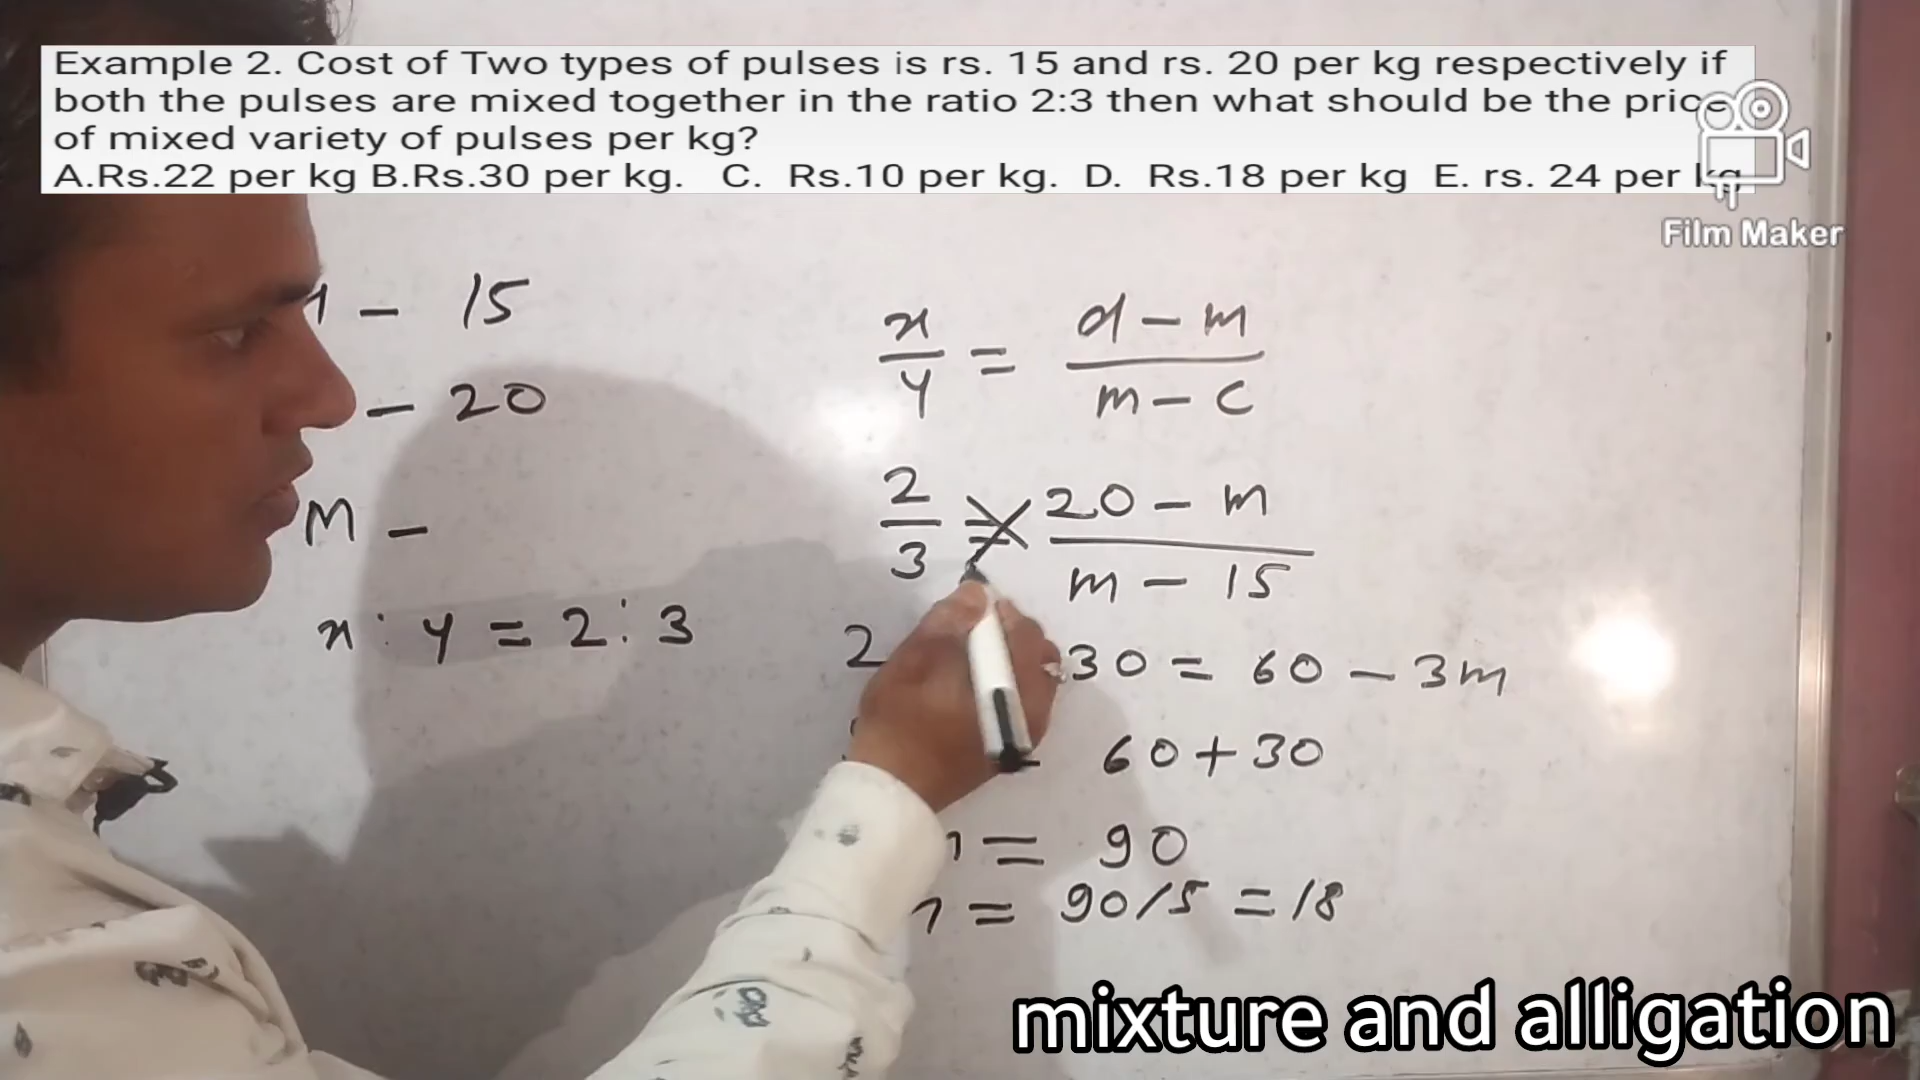 Example 2. Cost of Two types of pulses is rs. 15 and rs. 20 per kg respectively if
both the pulses are mixed together in the ratio 2:3 then what should be the price
of mixed variety of pulses per kg?
A.Rs.22 per kg B.Rs.30 per kg. C. Rs.10 per kg. D. Rs.18 per kg E. rs. 24 per kg
Film Maker
– 15
– 20
M –
x : y = 2 : 3
x/y = d – m / m – c
2/3 = 20 – m / m – 15
2 30 = 60 – 3m
= 60 + 30
= 90
= 90/5 = 18
mixture and alligation